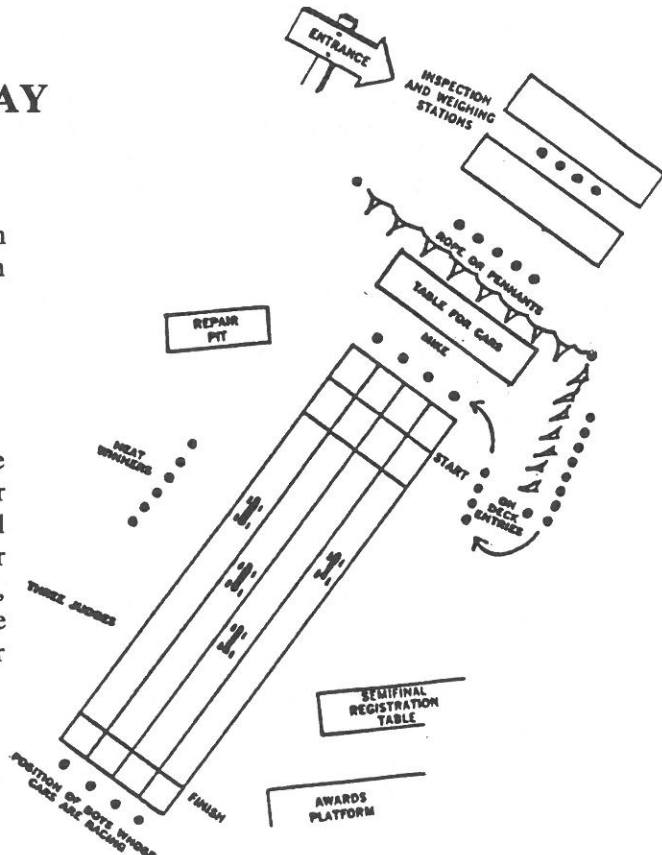 AY
ENTRANCE
INSPECTION
AND WEIGHING
STATIONS
ROPE OR PENNANTS
TABLE FOR CARS
MIKE
REPAIR
PIT
START
HEAT
WINNERS
ON
DECK
ENTRIES
THREE JUDGES
SEMIFINAL
REGISTRATION
TABLE
FINISH
AWARDS
PLATFORM
POSITION OF BOYS WHOSE
CARS ARE RACING